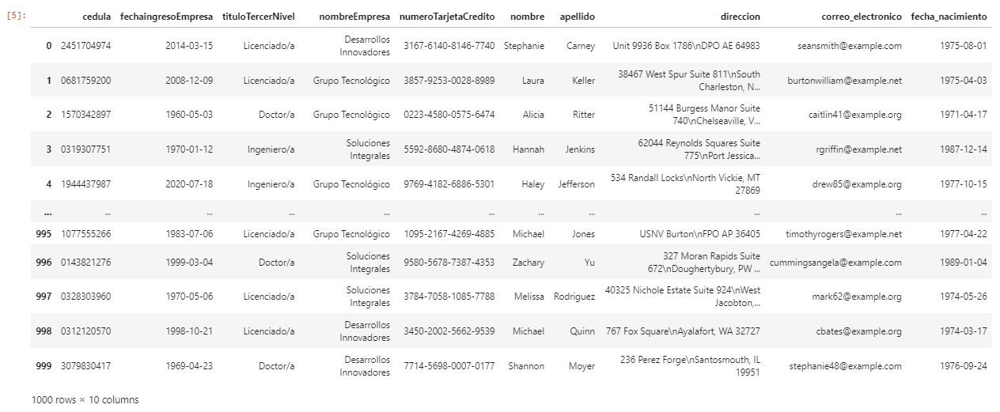 [5]:
cedula fechaingresoEmpresa tituloTercerNivel nombreEmpresa numeroTarjetaCredito nombre apellido direccion correo_electronico fecha_nacimiento
0 2451704974 2014-03-15 Licenciado/a Desarrollos Innovadores 3167-6140-8146-7740 Stephanie Carney Unit 9936 Box 1786\nDPO AE 64983 seansmith@example.com 1975-08-01
1 0681759200 2008-12-09 Licenciado/a Grupo Tecnológico 3857-9253-0028-8989 Laura Keller 38467 West Spur Suite 811\nSouth Charleston, N... burtonwilliam@example.net 1975-04-03
2 1570342897 1960-05-03 Doctor/a Grupo Tecnológico 0223-4580-0575-6474 Alicia Ritter 51144 Burgess Manor Suite 740\nChelseaville, V... caitlin41@example.org 1971-04-17
3 0319307751 1970-01-12 Ingeniero/a Soluciones Integrales 5592-8680-4874-0618 Hannah Jenkins 62044 Reynolds Squares Suite 775\nPort Jessica... rgriffin@example.net 1987-12-14
4 1944437987 2020-07-18 Ingeniero/a Grupo Tecnológico 9769-4182-6886-5301 Haley Jefferson 534 Randall Locks\nNorth Vickie, MT 27869 drew85@example.org 1977-10-15
... ... ... ... ... ... ... ... ... ... ...
995 1077555266 1983-07-06 Licenciado/a Grupo Tecnológico 1095-2167-4269-4885 Michael Jones USNV Burton\nFPO AP 36405 timothyrogers@example.net 1977-04-22
996 0143821276 1999-03-04 Doctor/a Soluciones Integrales 9580-5678-7387-4353 Zachary Yu 327 Moran Rapids Suite 672\nDoughertybury, PW ... cummingsangela@example.com 1989-01-04
997 0328303960 1970-05-06 Licenciado/a Soluciones Integrales 3784-7058-1085-7788 Melissa Rodriguez 40325 Nichole Estate Suite 924\nWest Jacobton,... mark62@example.org 1974-05-26
998 0312120570 1998-10-21 Licenciado/a Desarrollos Innovadores 3450-2002-5662-9539 Michael Quinn 767 Fox Square\nAyalafort, WA 32727 cbates@example.org 1974-03-17
999 3079830417 1969-04-23 Doctor/a Desarrollos Innovadores 7714-5698-0007-0177 Shannon Moyer 236 Perez Forge\nSantosmouth, IL 19951 stephanie48@example.com 1976-09-24
1000 rows × 10 columns